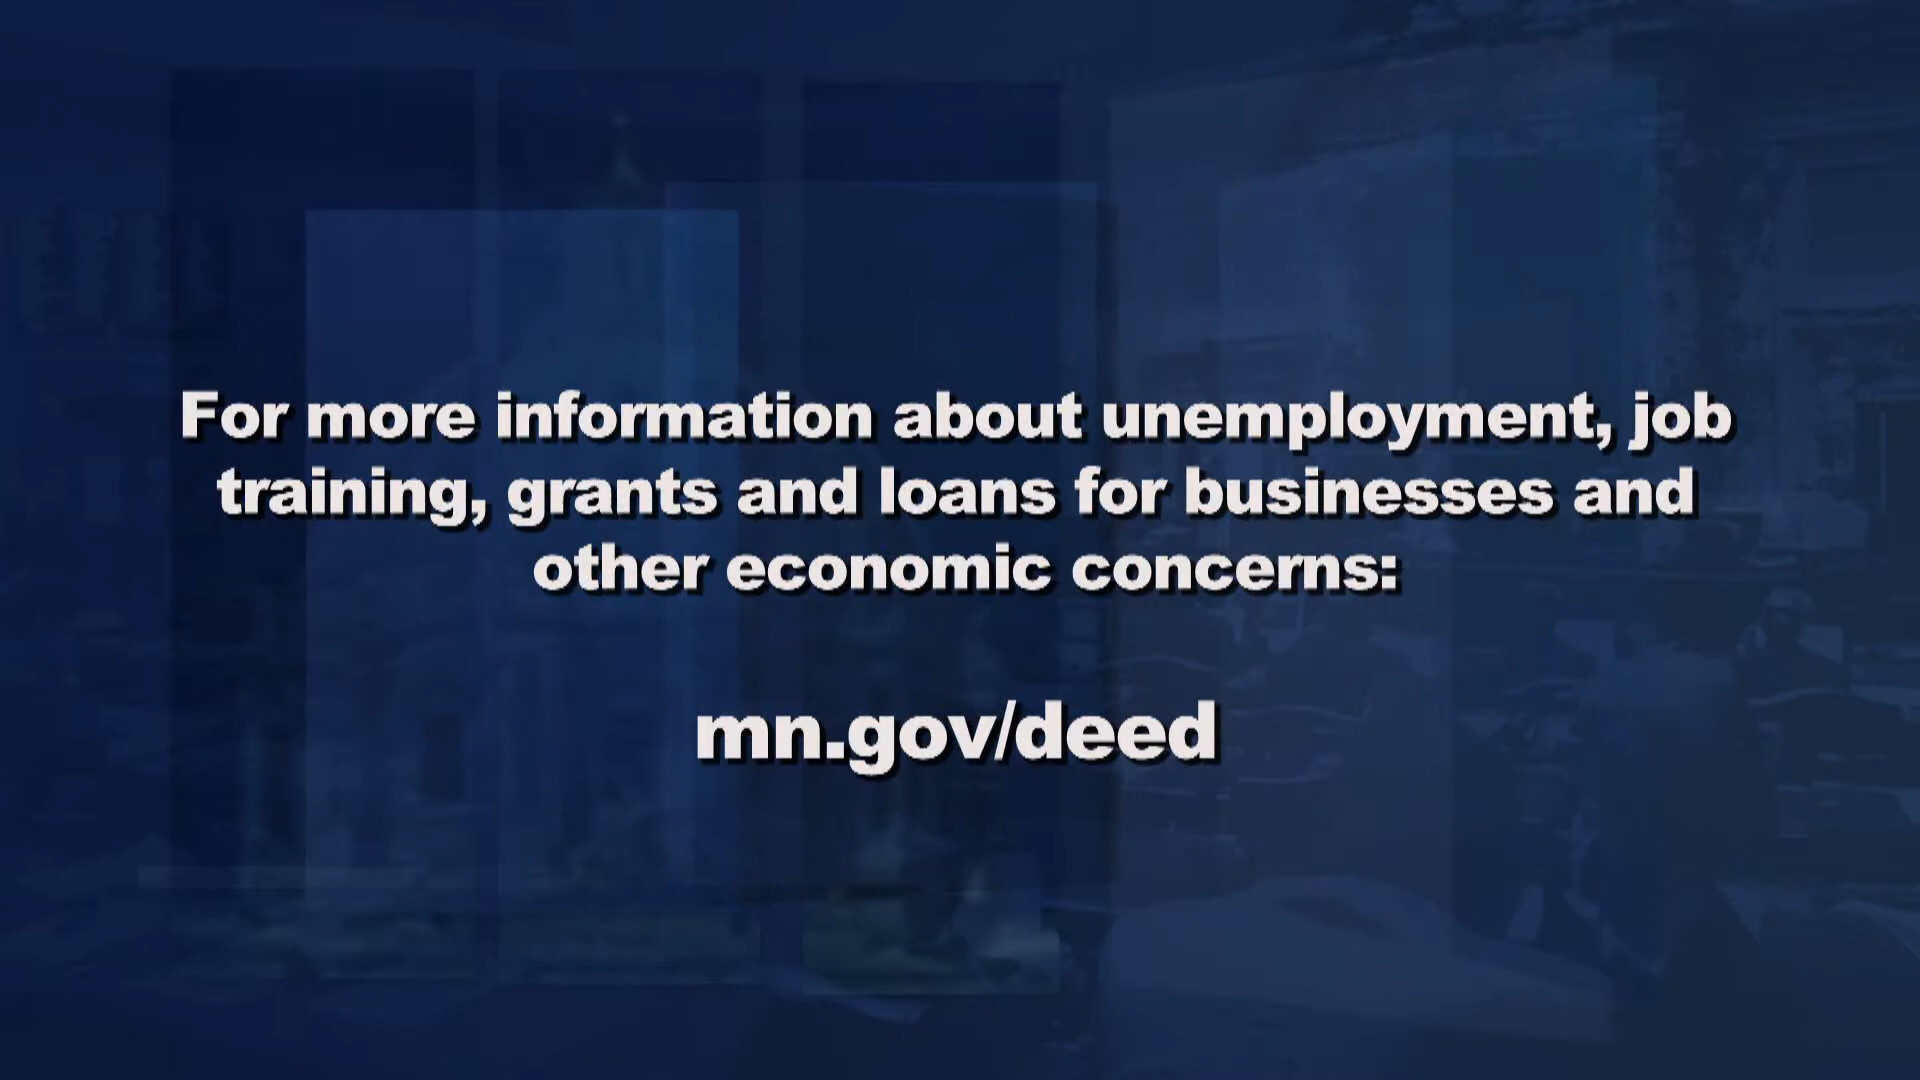 For more information about unemployment, job
training, grants and loans for businesses and
other economic concerns:
mn.gov/deed